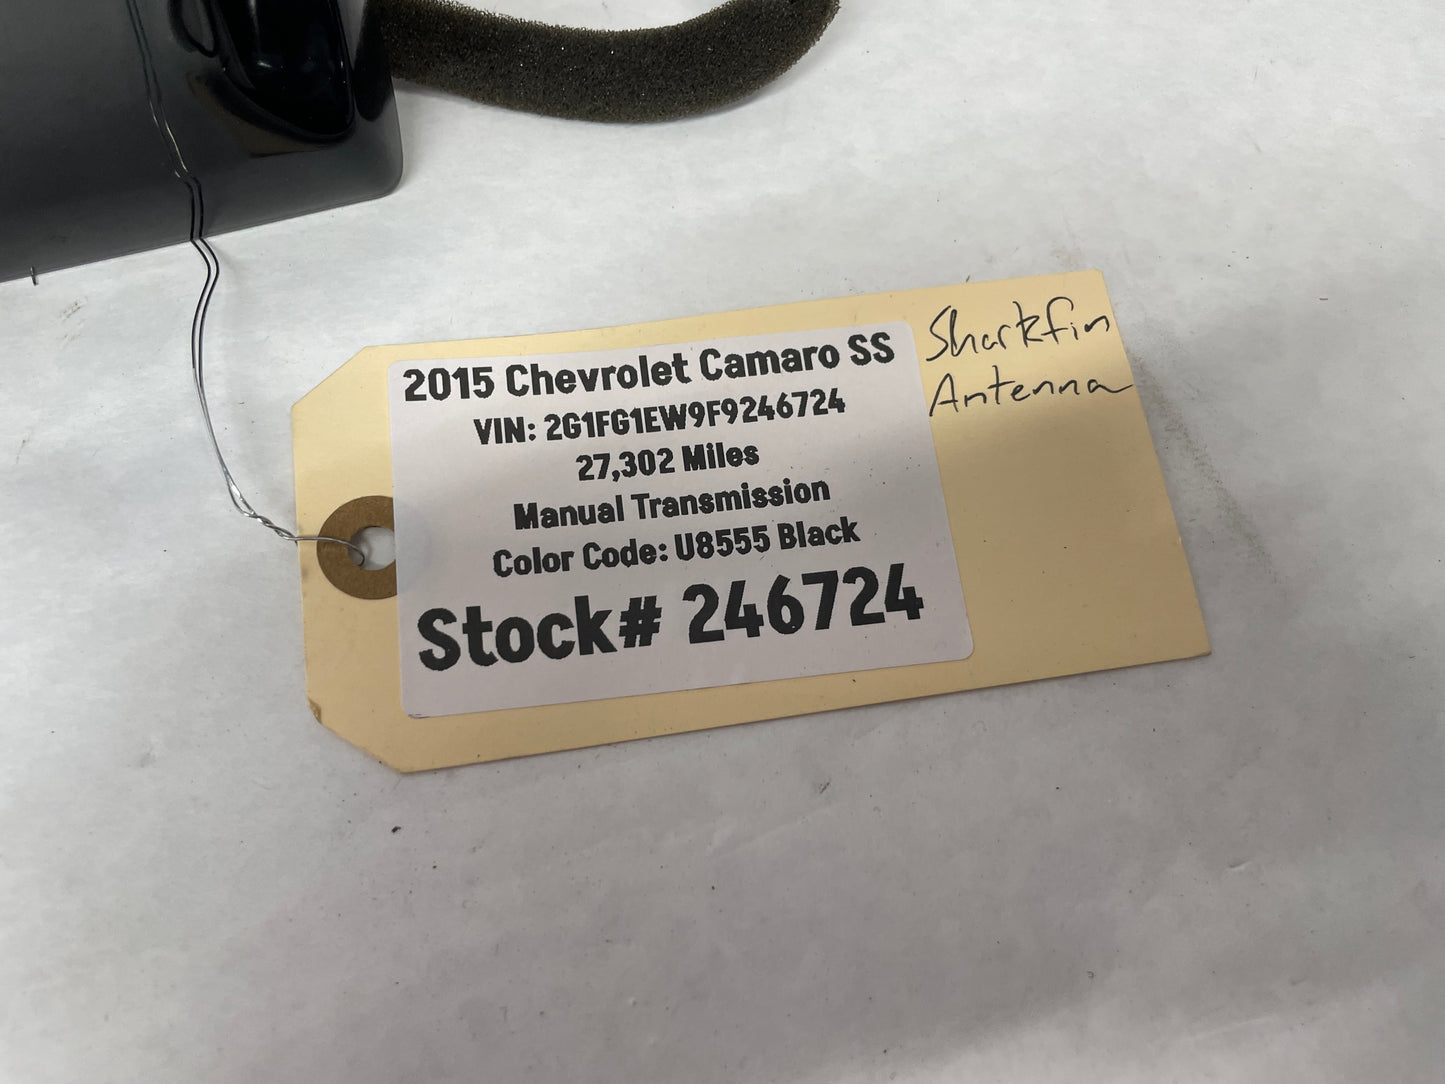 2015 Chevrolet Camaro SS
VIN: 2G1FG1EW9F9246724
27,302 Miles
Manual Transmission
Color Code: U8555 Black
Stock# 246724
Sharkfin
Antenna